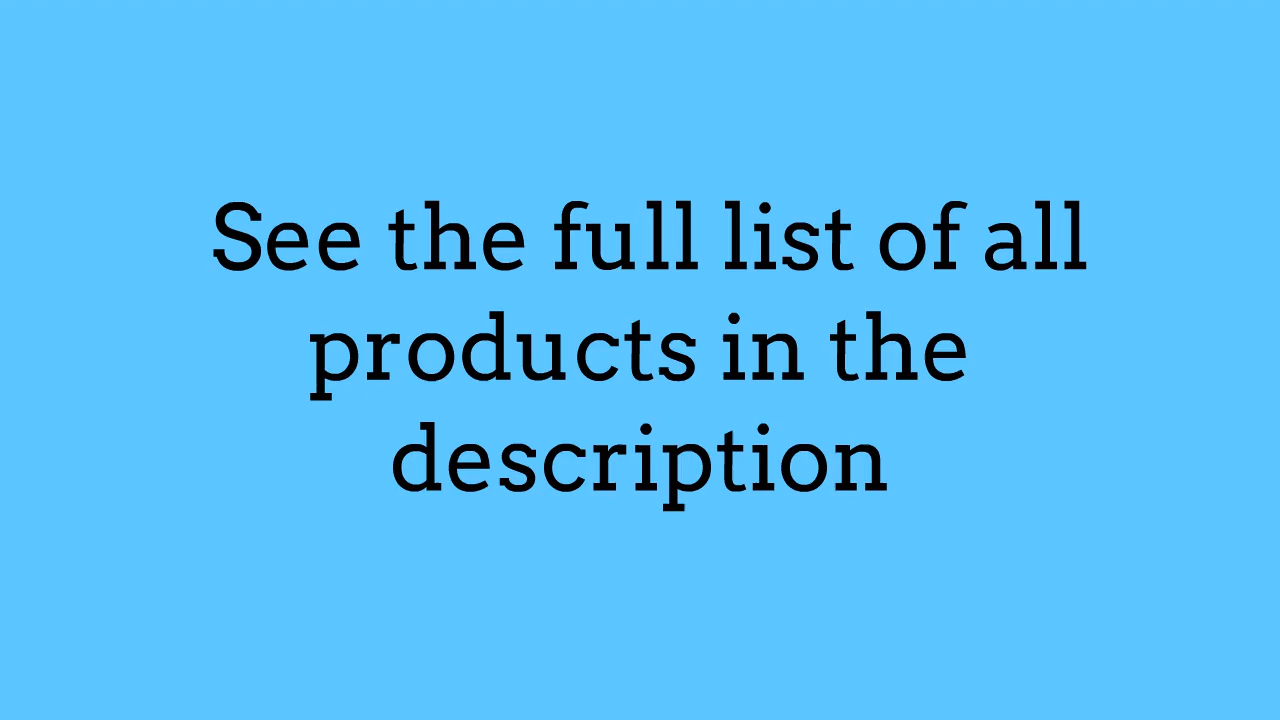 See the full list of all
products in the
description